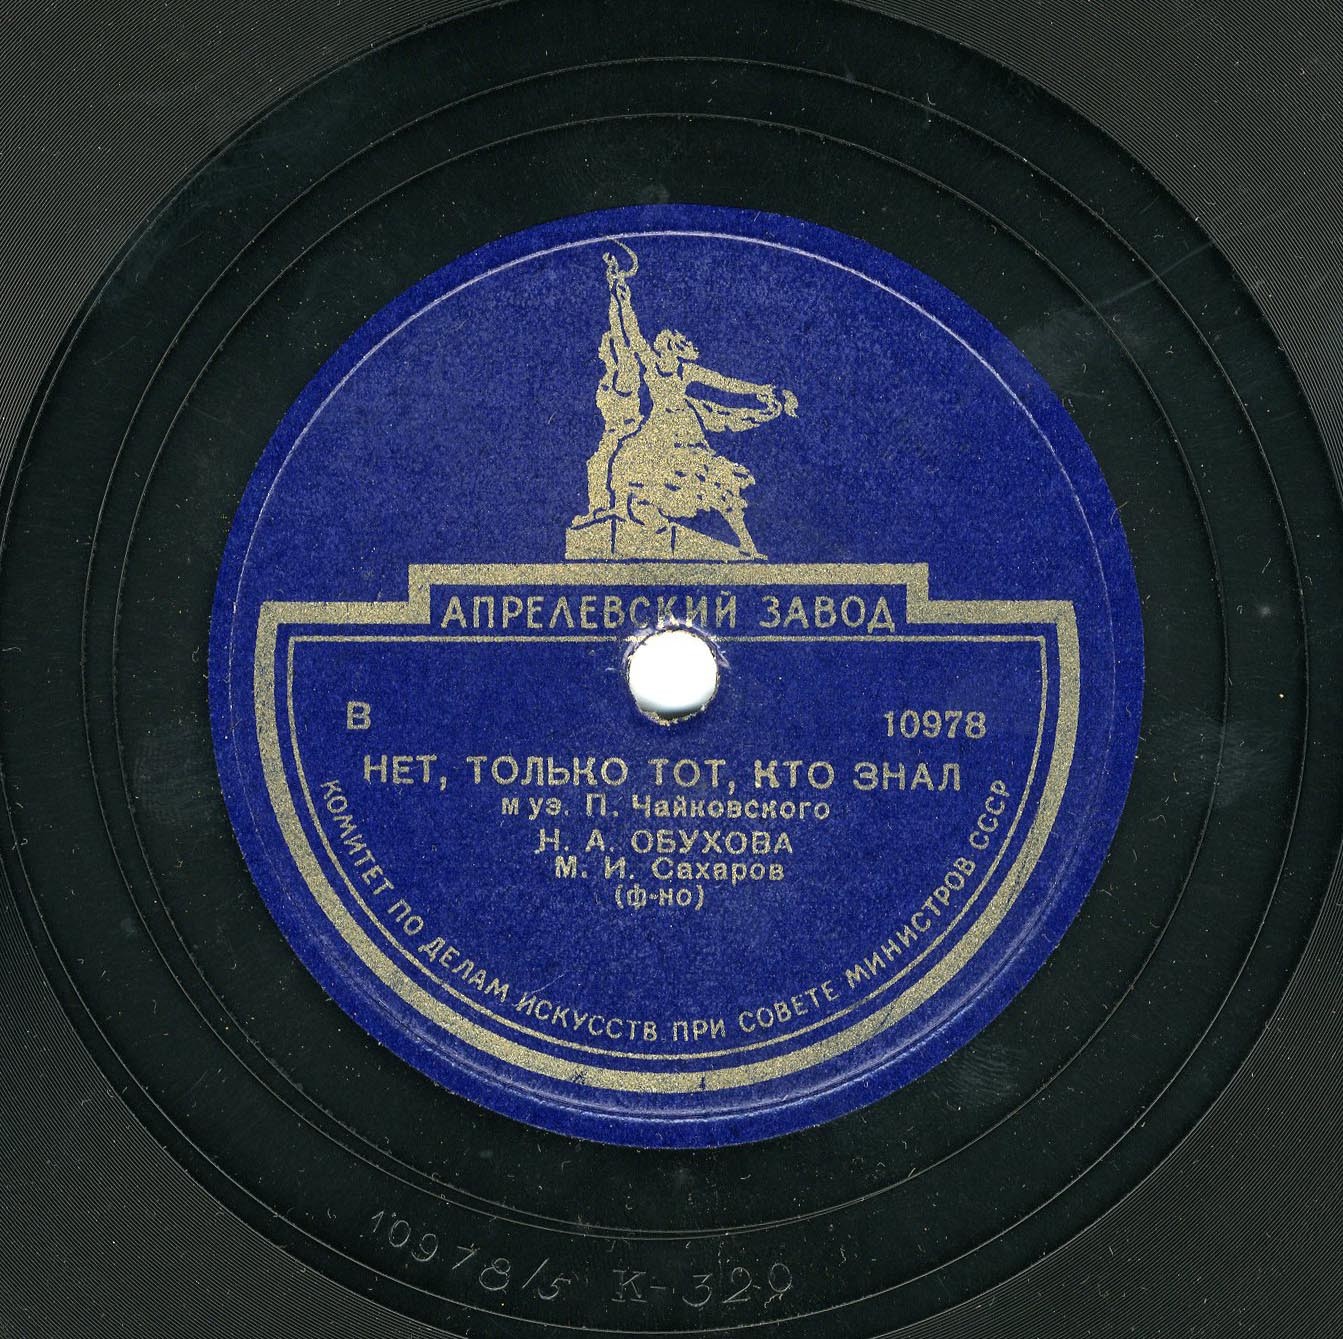 АПРЕЛЕВСКИЙ ЗАВОД
В 10978
НЕТ, ТОЛЬКО ТОТ, КТО ЗНАЛ
муз. П. Чайковского
Н. А. ОБУХОВА
М. И. Сахаров
(ф-но)
КОМИТЕТ ПО ДЕЛАМ ИСКУССТВ ПРИ СОВЕТЕ МИНИСТРОВ СССР
10978/5 К-329